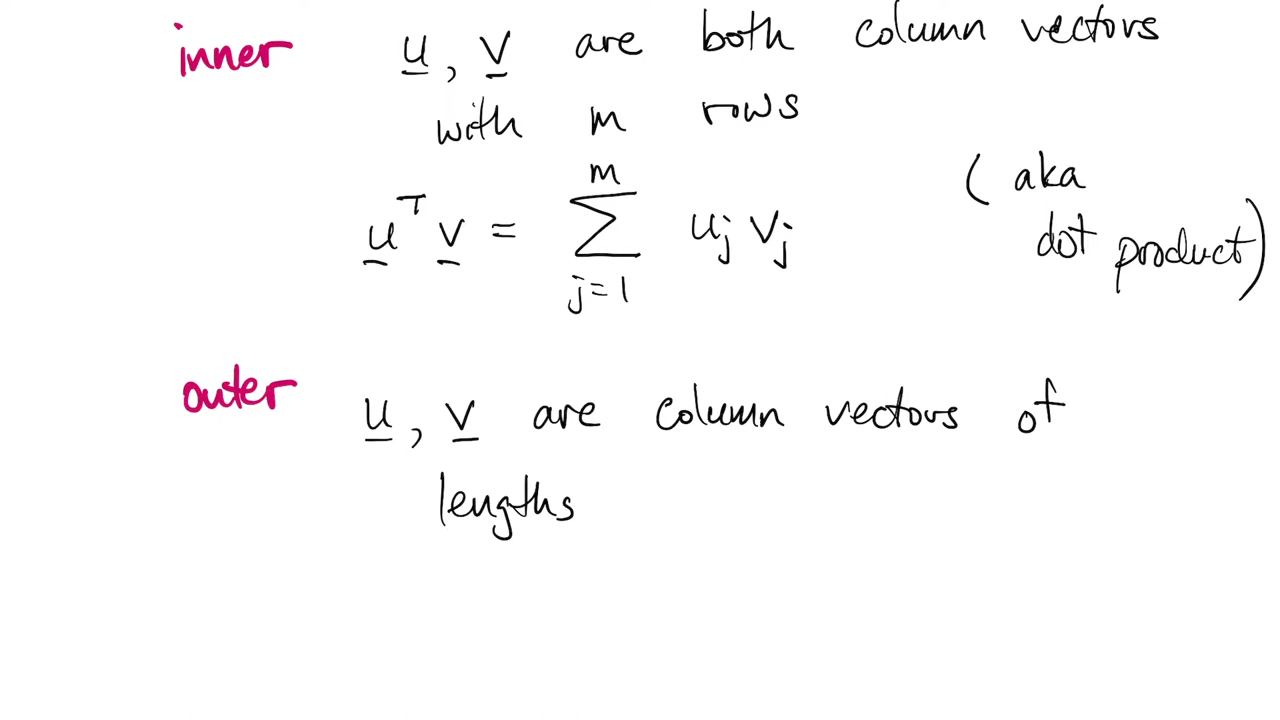 inner u, v are both column vectors
with m rows
u^T v = ∑_{j=1}^{m} u_j v_j (aka
dot product)
outer u, v are column vectors of
lengths